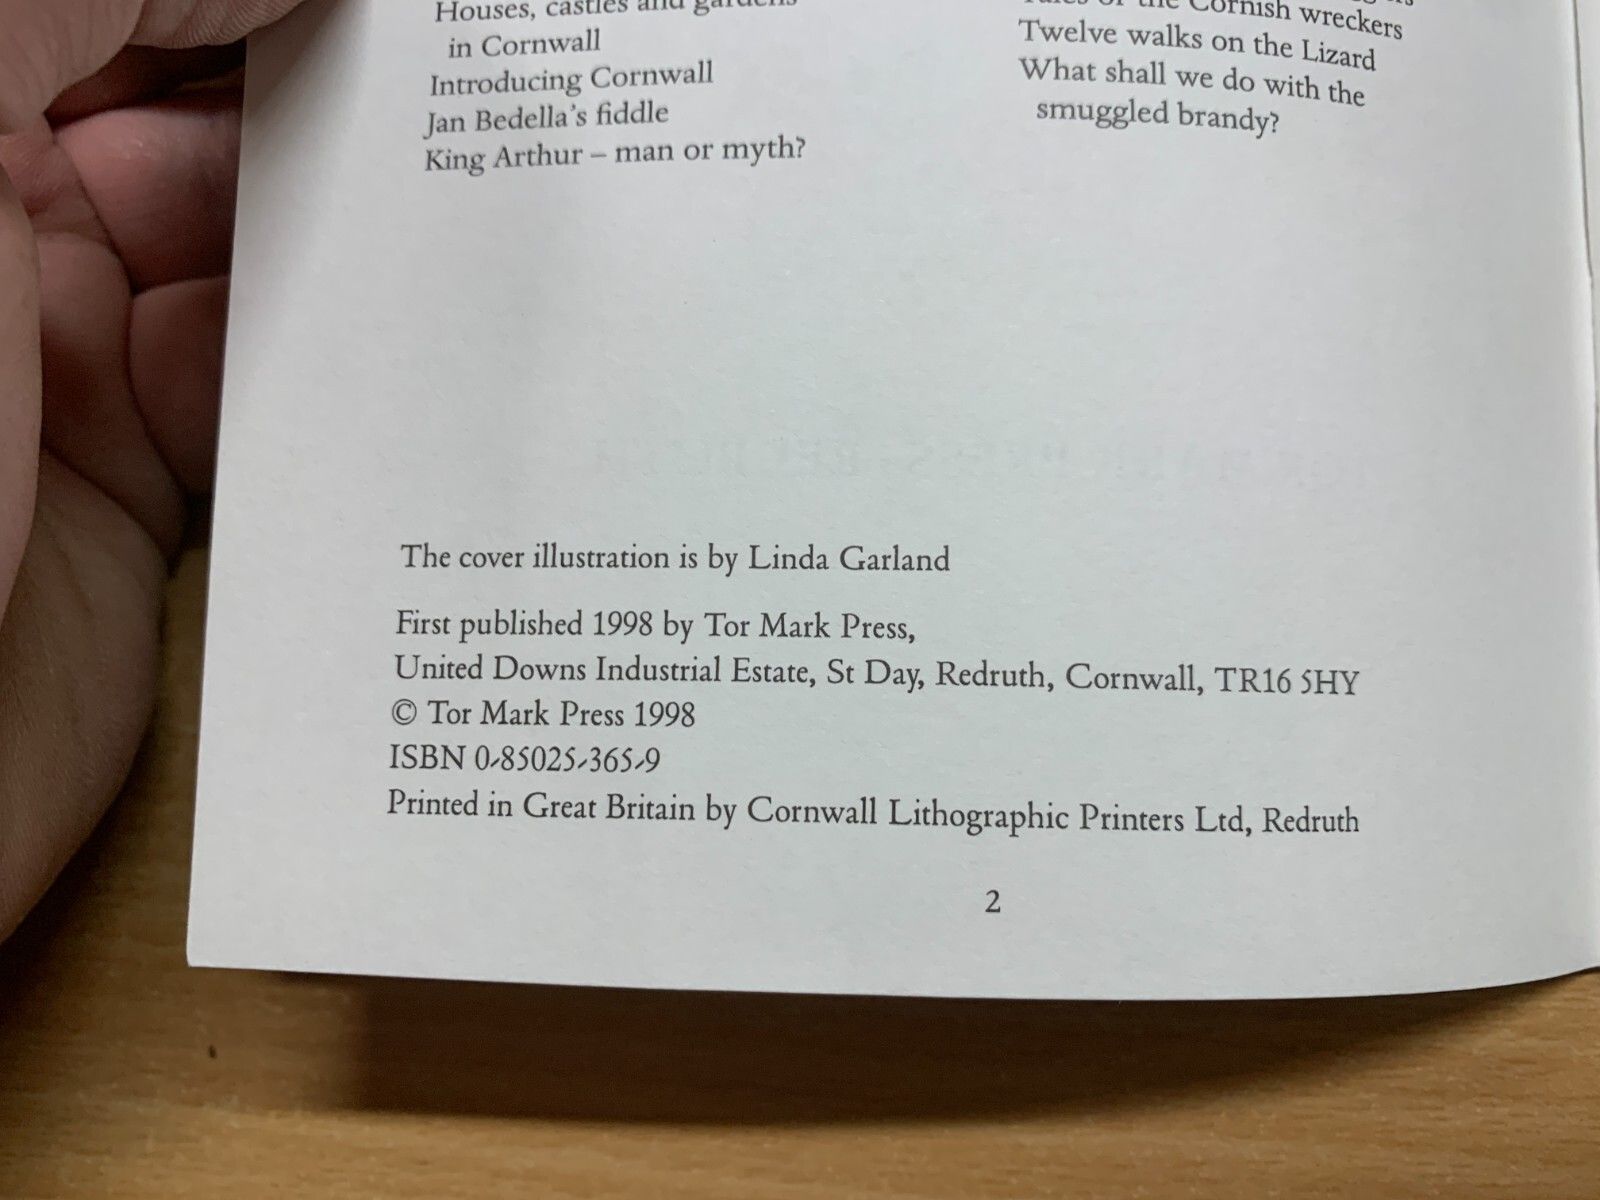 Houses, castles and gardens
in Cornwall
Introducing Cornwall
Jan Bedella's fiddle
King Arthur – man or myth?
the Cornish wreckers
Twelve walks on the Lizard
What shall we do with the
smuggled brandy?
The cover illustration is by Linda Garland
First published 1998 by Tor Mark Press,
United Downs Industrial Estate, St Day, Redruth, Cornwall, TR16 5HY
© Tor Mark Press 1998
ISBN 0-85025-365-9
Printed in Great Britain by Cornwall Lithographic Printers Ltd, Redruth
2